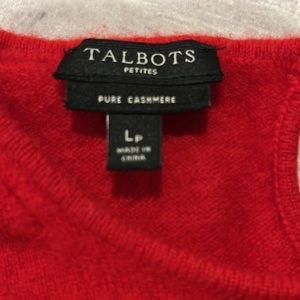 TALBOTS
PETITES
PURE CASHMERE
LP
MADE IN
CHINA